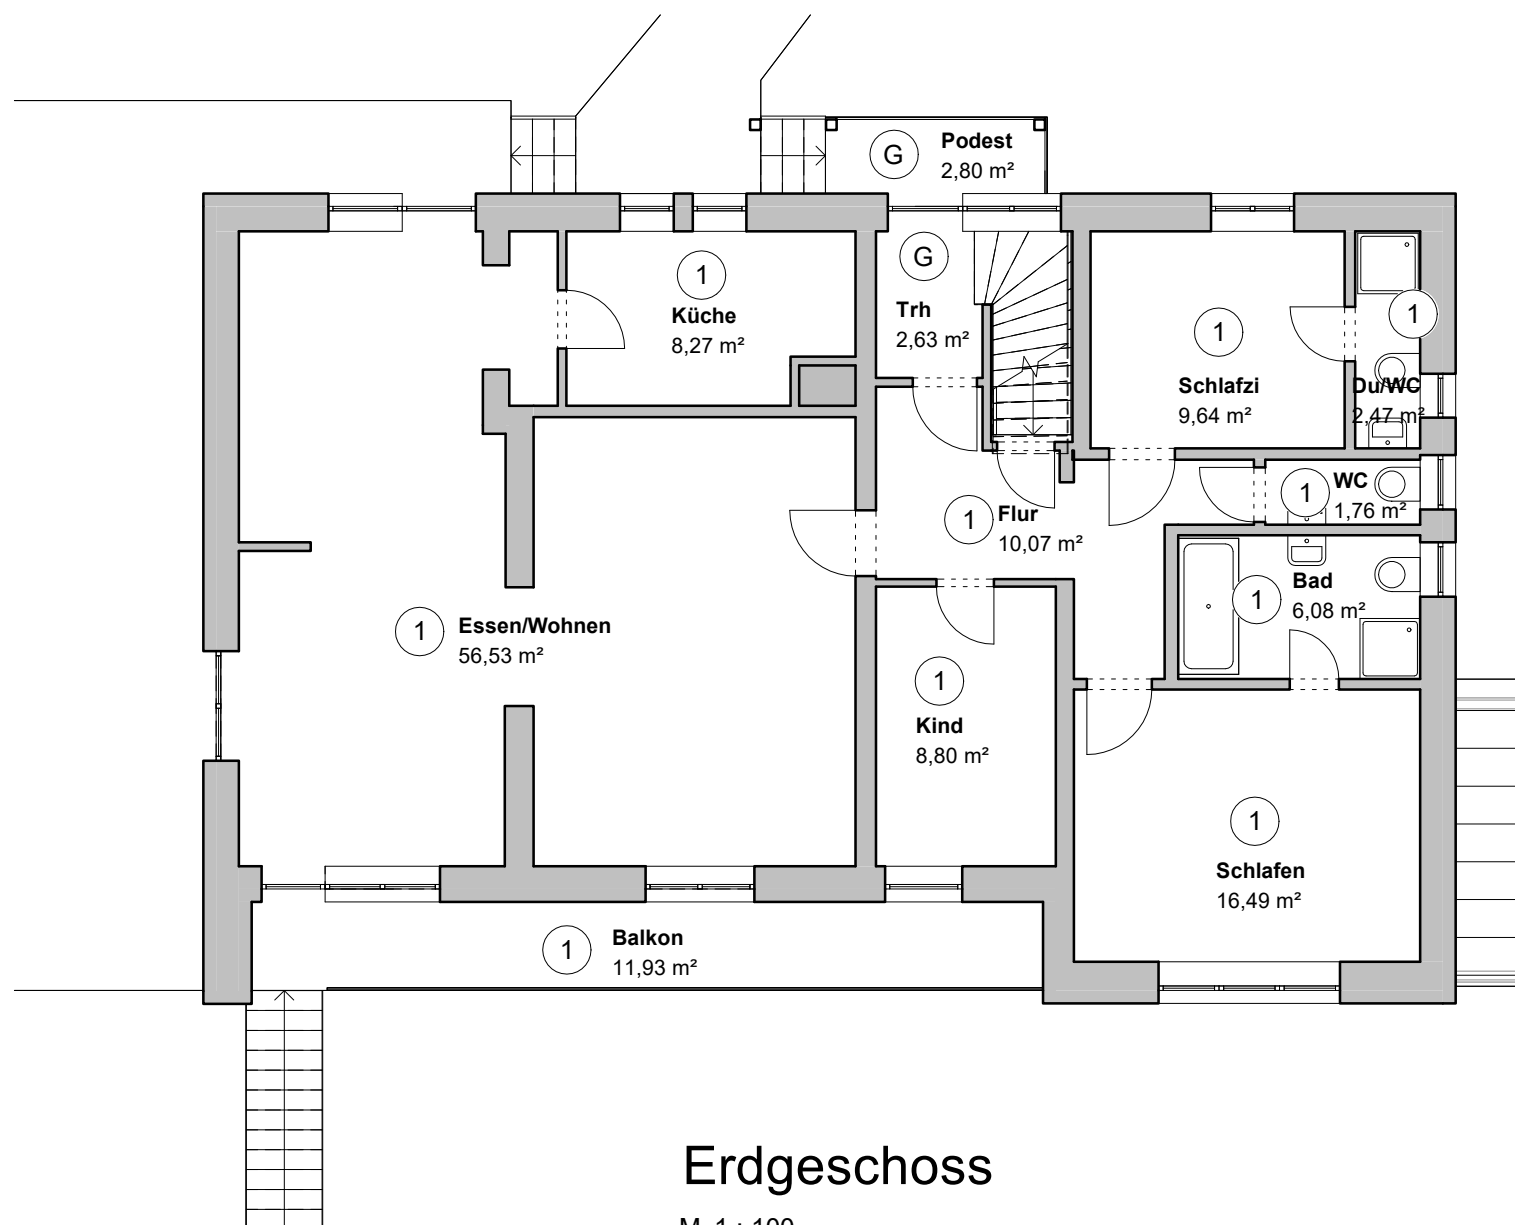 G
Podest
2,80 m²
G
Trh
2,63 m²
1
Küche
8,27 m²
1
Schlafzi
9,64 m²
1
Du/WC
2,47 m²
1
WC
1,76 m²
1
Flur
10,07 m²
1
Bad
6,08 m²
1
Essen/Wohnen
56,53 m²
1
Kind
8,80 m²
1
Schlafen
16,49 m²
1
Balkon
11,93 m²
Erdgeschoss
M 1 : 100